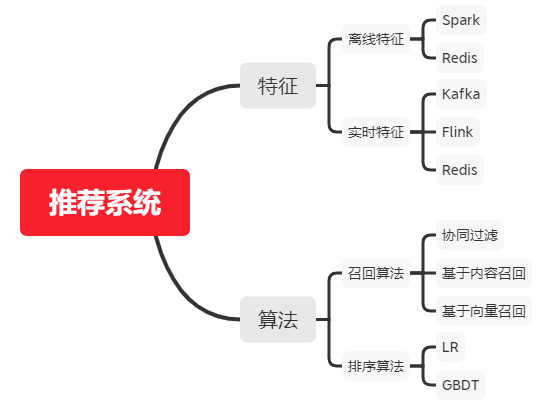 推荐系统
特征
离线特征
Spark
Redis
实时特征
Kafka
Flink
Redis
算法
召回算法
协同过滤
基于内容召回
基于向量召回
排序算法
LR
GBDT